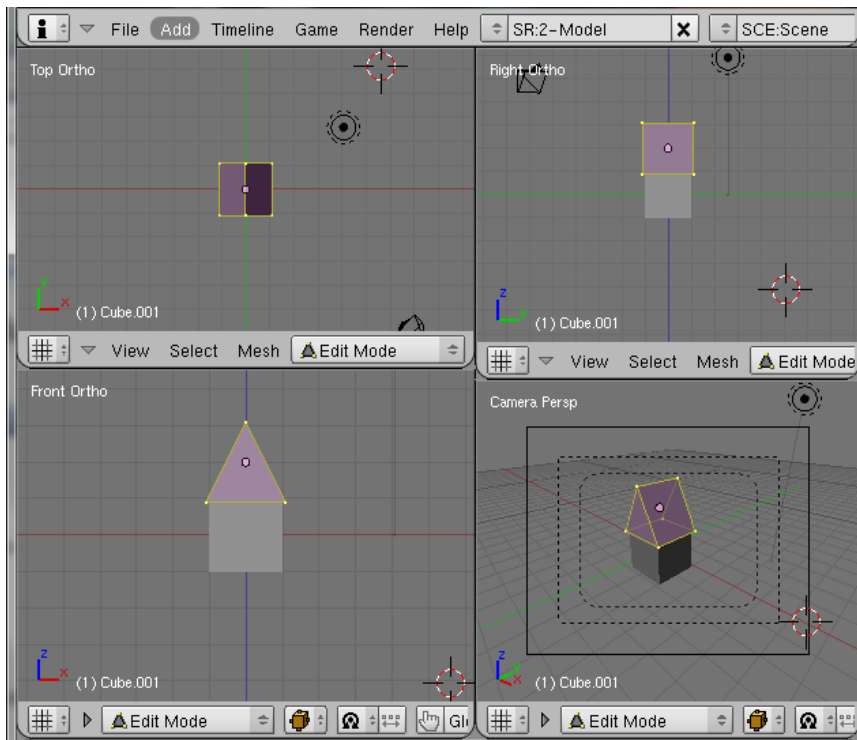 File Add Timeline Game Render Help SR:2-Model SCE:Scene
Top Ortho
Right Ortho
y
x
(1) Cube.001
z
y
(1) Cube.001
View Select Mesh Edit Mode
View Select Mesh Edit Mode
Front Ortho
Camera Persp
z
x
(1) Cube.001
z
y
x
(1) Cube.001
Edit Mode Gl
Edit Mode